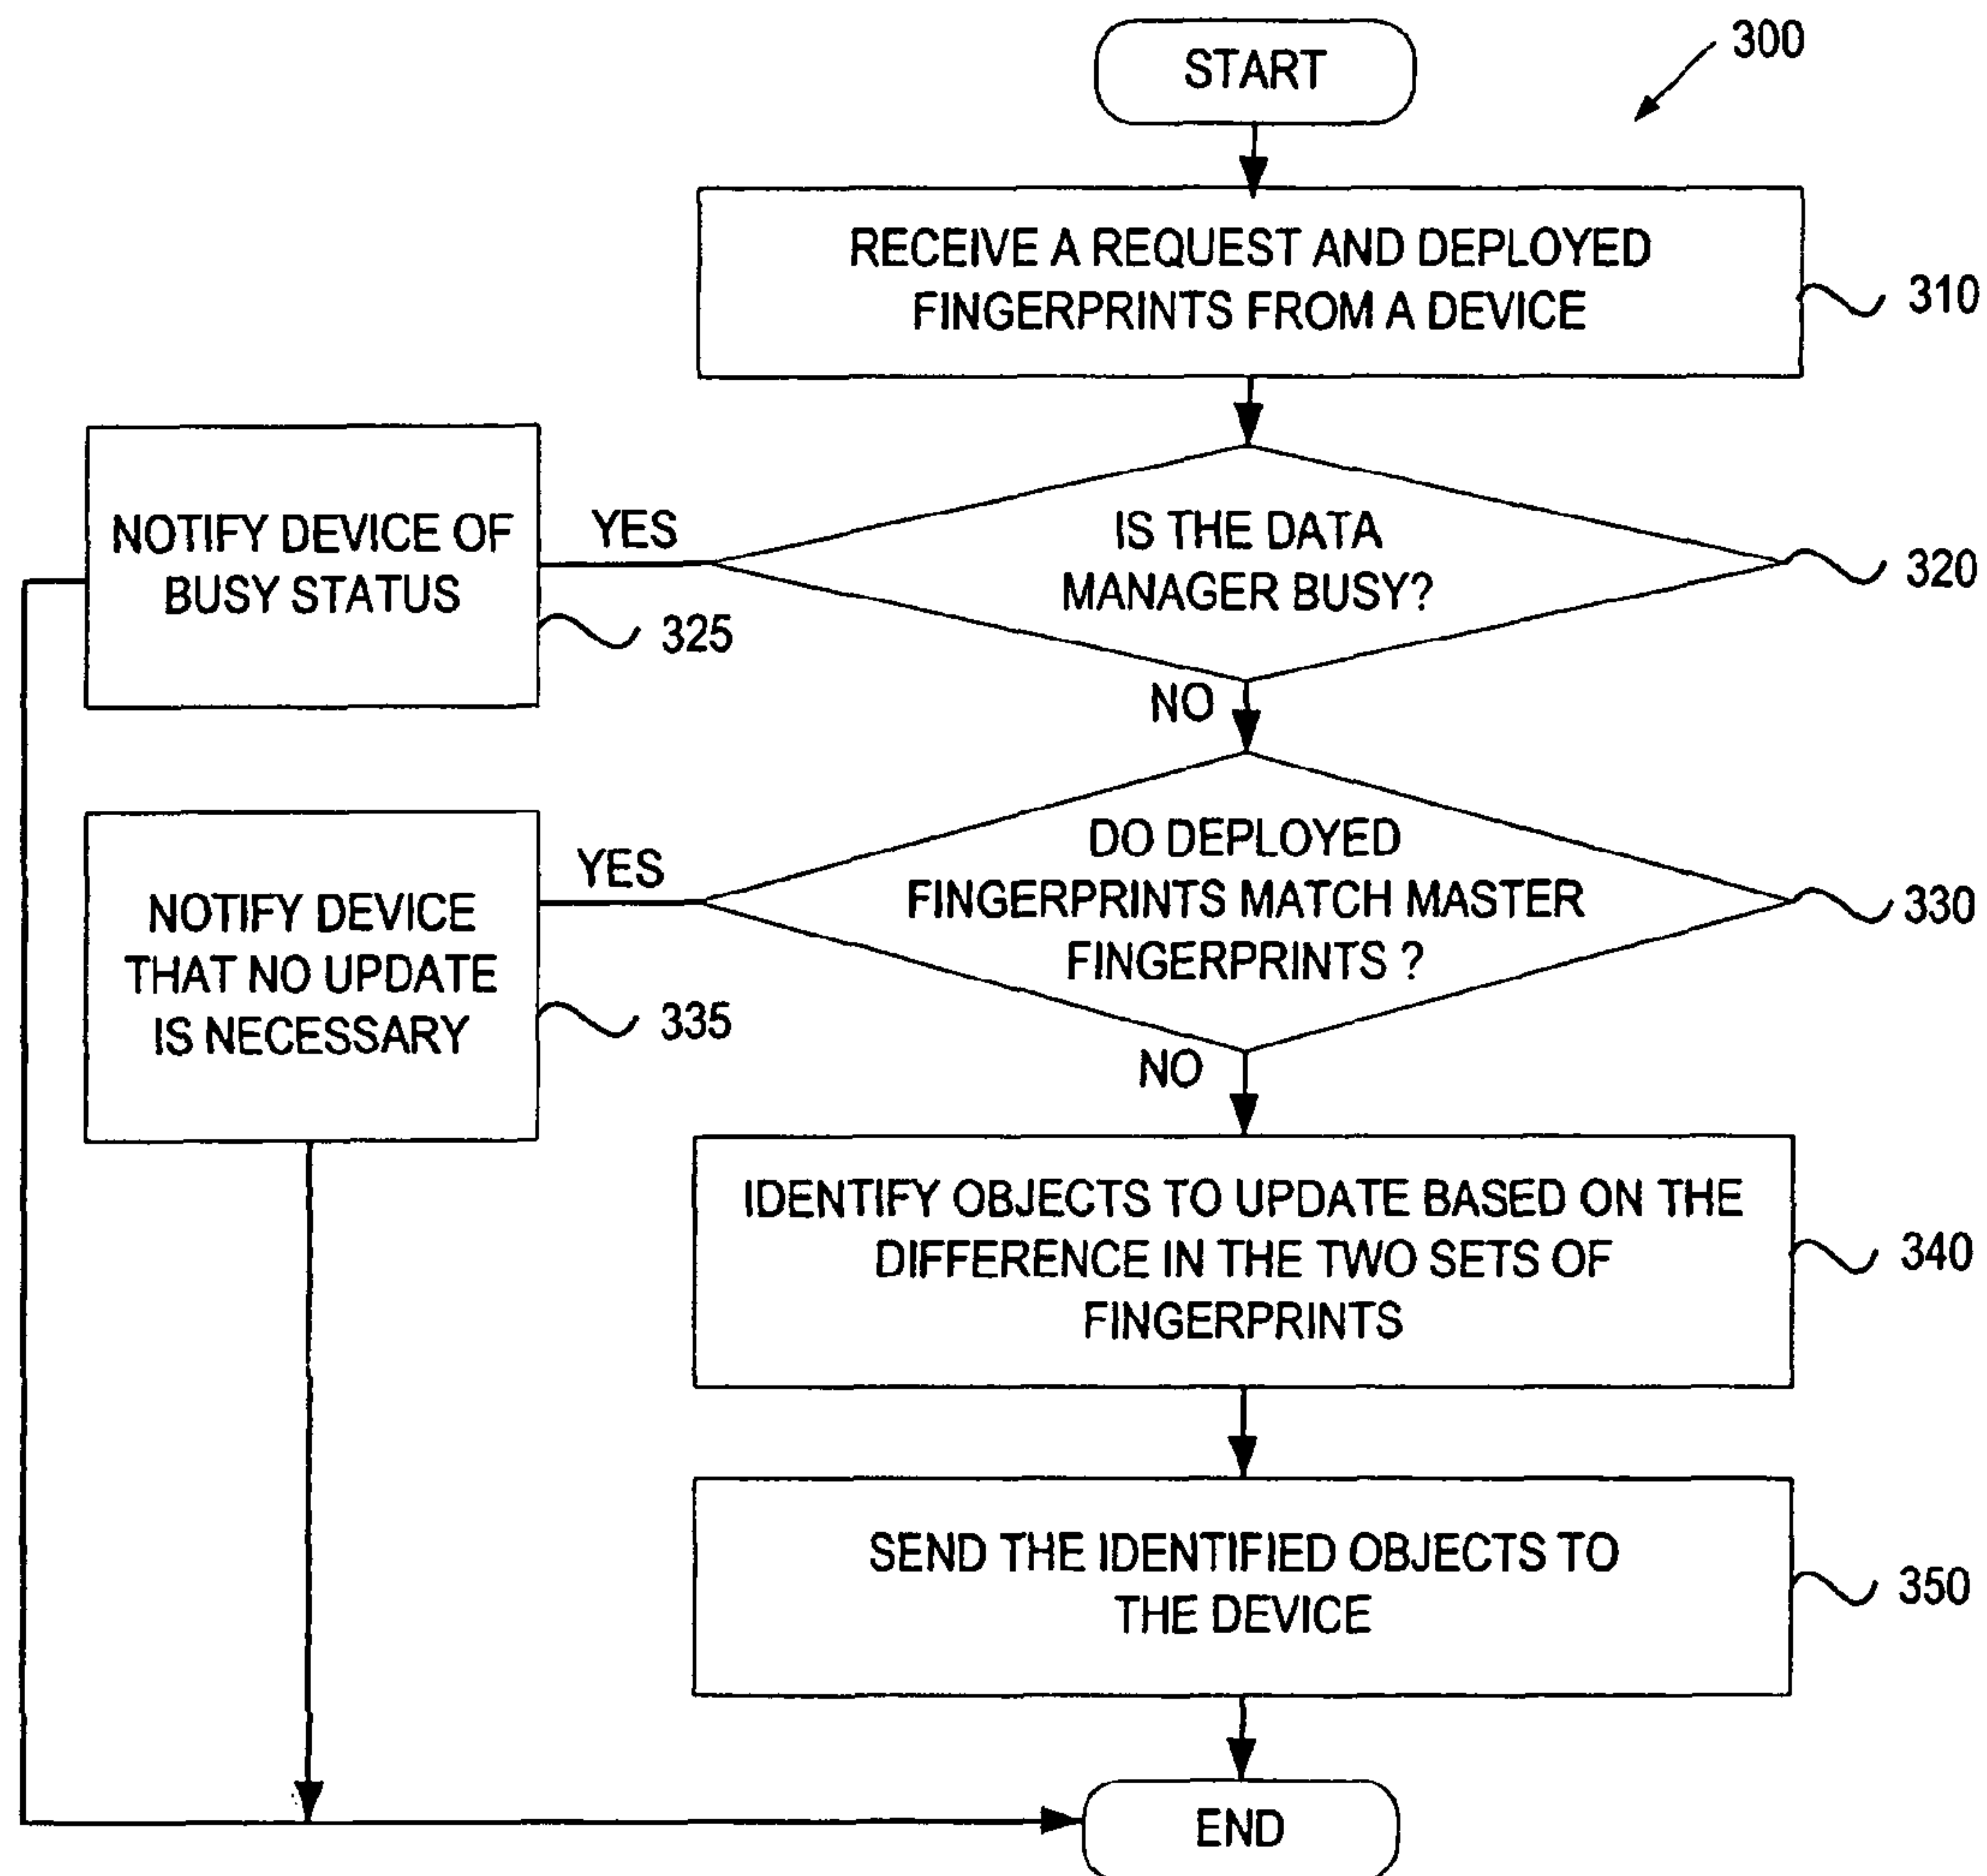 START
300
RECEIVE A REQUEST AND DEPLOYED
FINGERPRINTS FROM A DEVICE
310
IS THE DATA
MANAGER BUSY?
320
YES
NOTIFY DEVICE OF
BUSY STATUS
325
NO
DO DEPLOYED
FINGERPRINTS MATCH MASTER
FINGERPRINTS ?
330
YES
NOTIFY DEVICE
THAT NO UPDATE
IS NECESSARY
335
NO
IDENTIFY OBJECTS TO UPDATE BASED ON THE
DIFFERENCE IN THE TWO SETS OF
FINGERPRINTS
340
SEND THE IDENTIFIED OBJECTS TO
THE DEVICE
350
END